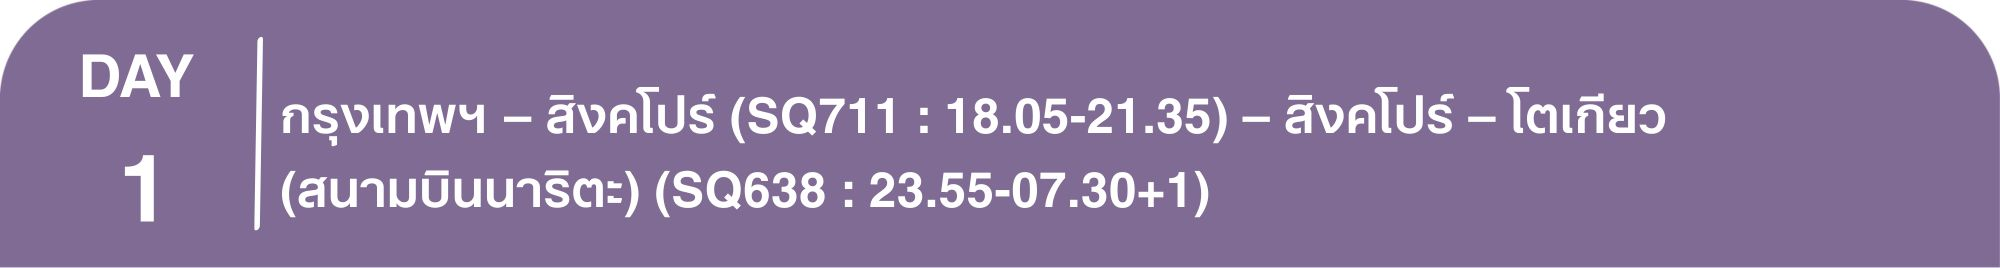 DAY
1
กรุงเทพฯ – สิงคโปร์ (SQ711 : 18.05-21.35) – สิงคโปร์ – โตเกียว
(สนามบินนาริตะ) (SQ638 : 23.55-07.30+1)